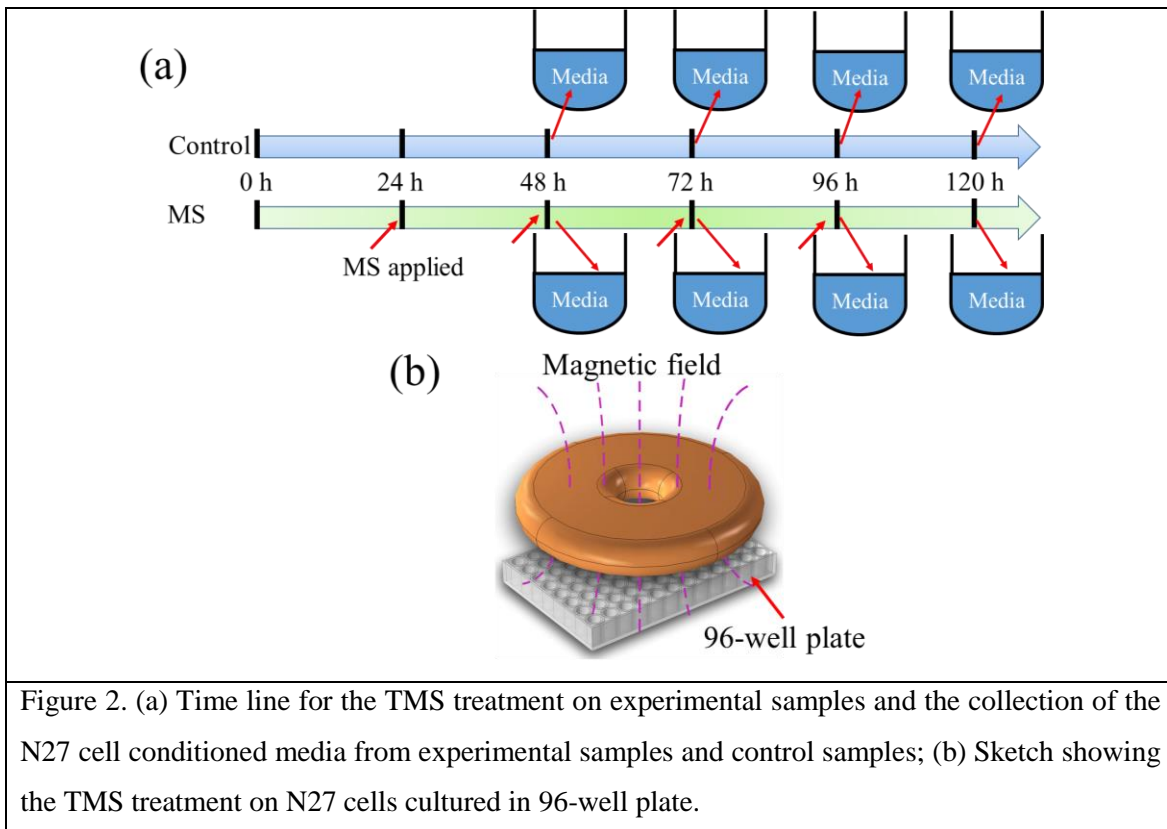 (a)
Media Media Media Media
Control
0 h 24 h 48 h 72 h 96 h 120 h
MS
MS applied
Media Media Media Media
(b)
Magnetic field
96-well plate
Figure 2. (a) Time line for the TMS treatment on experimental samples and the collection of the
N27 cell conditioned media from experimental samples and control samples; (b) Sketch showing
the TMS treatment on N27 cells cultured in 96-well plate.